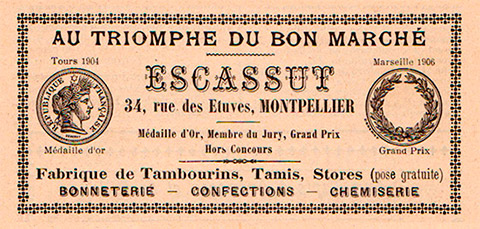 AU TRIOMPHE DU BON MARCHÉ
Tours 1904
Marseille 1906
ESCASSUT
34, rue des Etuves, MONTPELLIER
RÉPUBLIQUE FRANÇAISE
Médaille d'Or, Membre du Jury, Grand Prix
Hors Concours
Médaille d'or
Grand Prix
Fabrique de Tambourins, Tamis, Stores (pose gratuite)
BONNETERIE — CONFECTIONS — CHEMISERIE